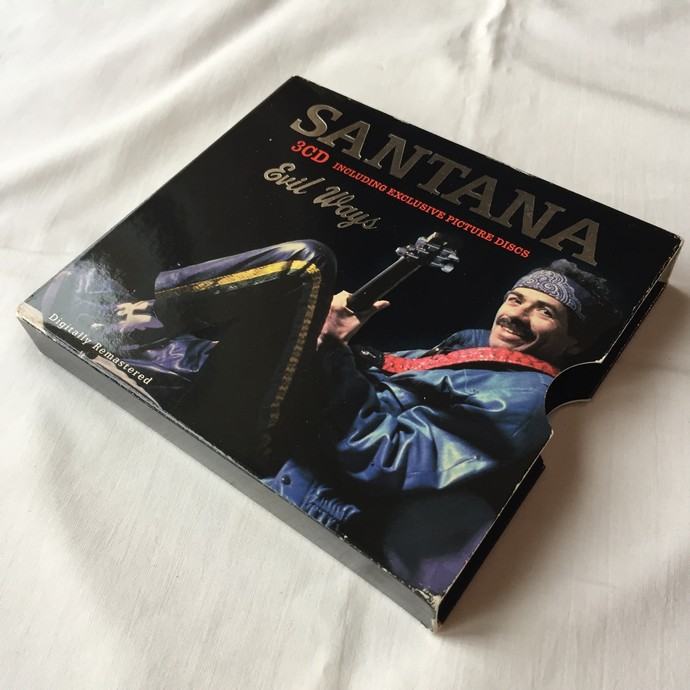 SANTANA
3CD INCLUDING EXCLUSIVE PICTURE DISCS
Evil Ways
Digitally Remastered